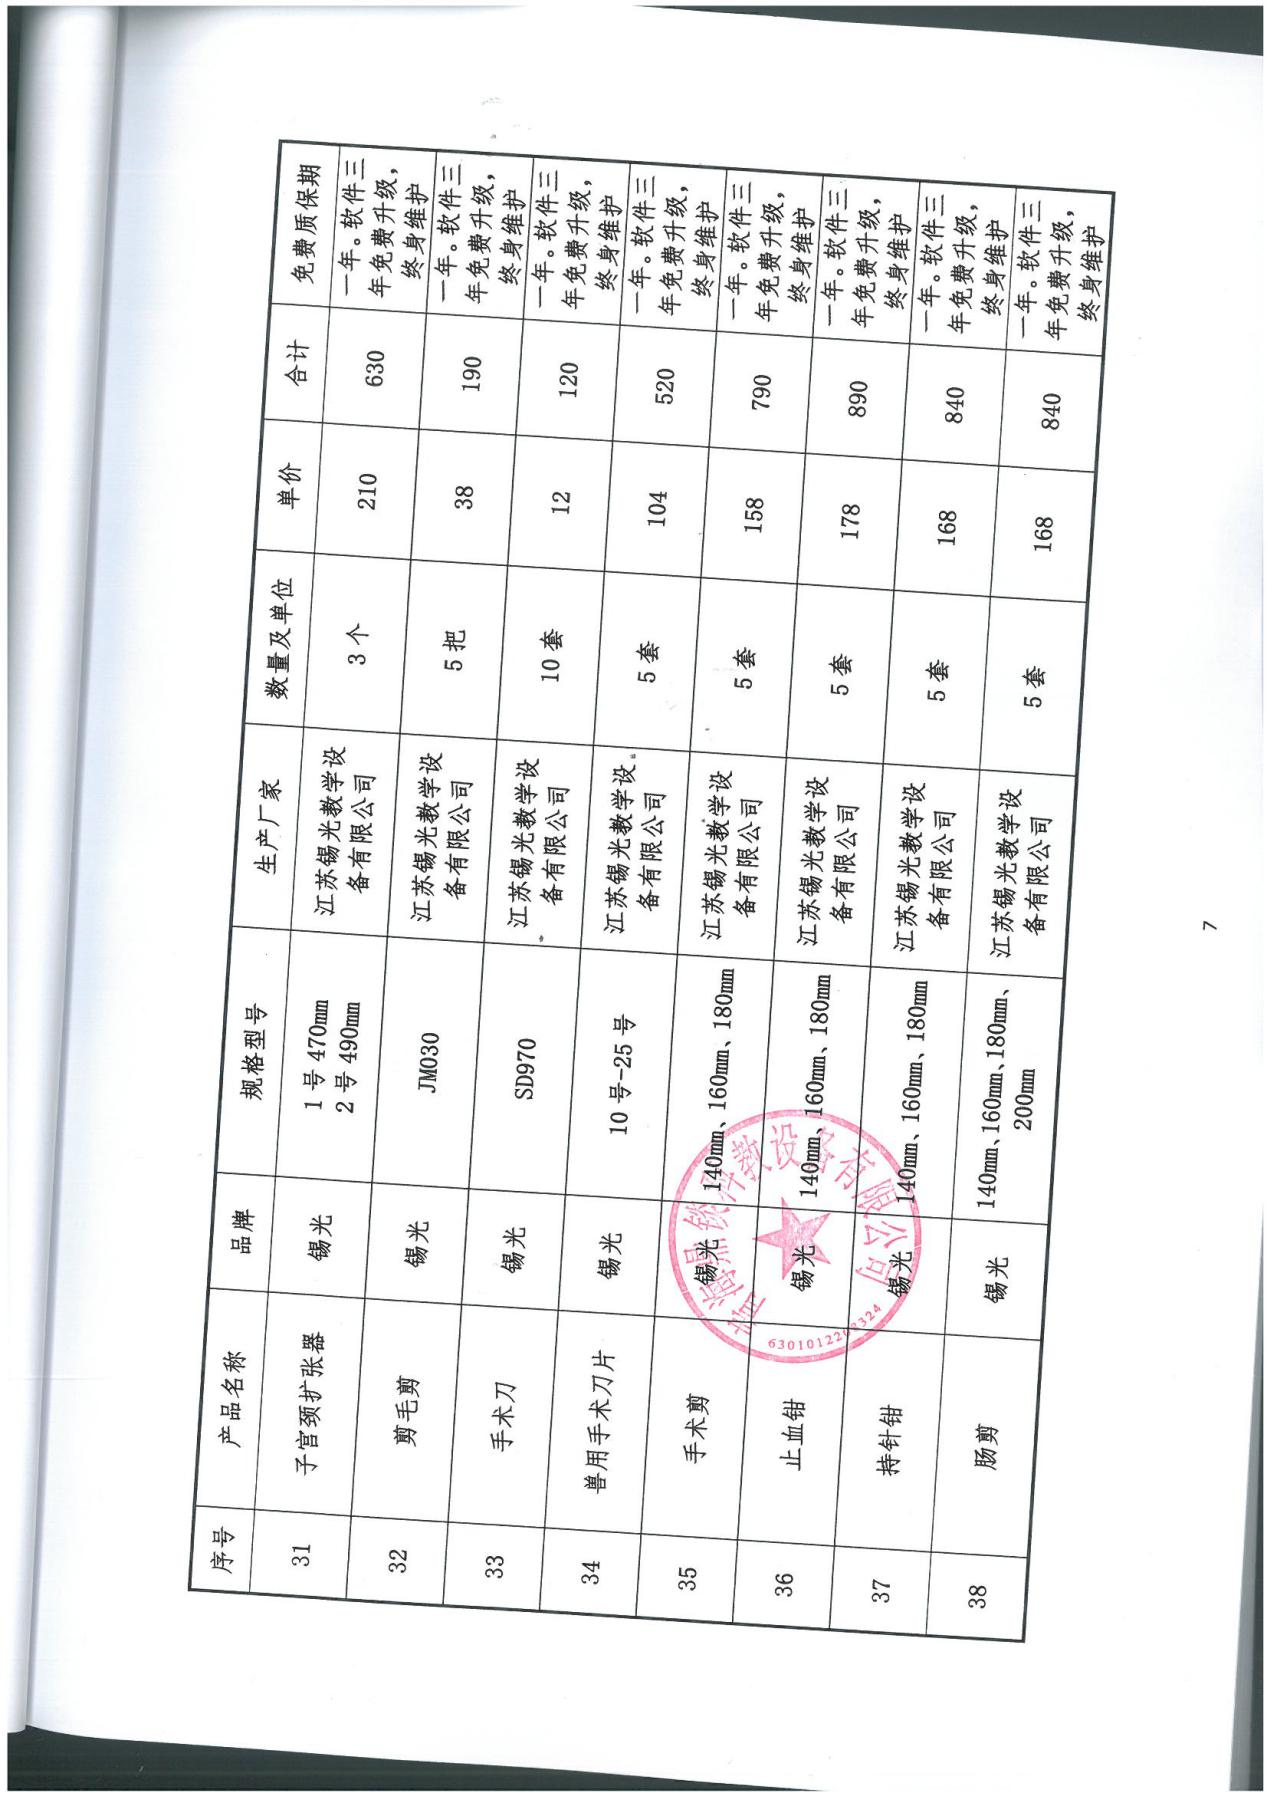 序号 产品名称 品牌 规格型号 生产厂家 数量及单位 单价 合计 免费质保期
31 子宫颈扩张器 锡光 1号 470mm 江苏锡光教学设 3个 210 630 一年。软件三
2号 490mm 备有限公司 年免费升级，
终身维护
32 剪毛剪 锡光 JM030 江苏锡光教学设 5把 38 190 一年。软件三
备有限公司 年免费升级，
终身维护
33 手术刀 锡光 SD970 江苏锡光教学设 10套 12 120 一年。软件三
备有限公司 年免费升级，
终身维护
34 兽用手术刀片 锡光 10号-25号 江苏锡光教学设 5套 104 520 一年。软件三
备有限公司 年免费升级，
终身维护
35 手术剪 锡光 140mm、160mm、180mm 江苏锡光教学设 5套 158 790 一年。软件三
备有限公司 年免费升级，
终身维护
36 止血钳 锡光 140mm、160mm、180mm 江苏锡光教学设 5套 178 890 一年。软件三
备有限公司 年免费升级，
终身维护
37 持针钳 锡光 140mm、160mm、180mm 江苏锡光教学设 5套 168 840 一年。软件三
备有限公司 年免费升级，
终身维护
38 肠剪 锡光 140mm、160mm、180mm、 江苏锡光教学设 5套 168 840 一年。软件三
200mm 备有限公司 年免费升级，
终身维护
教设备有限公司
7